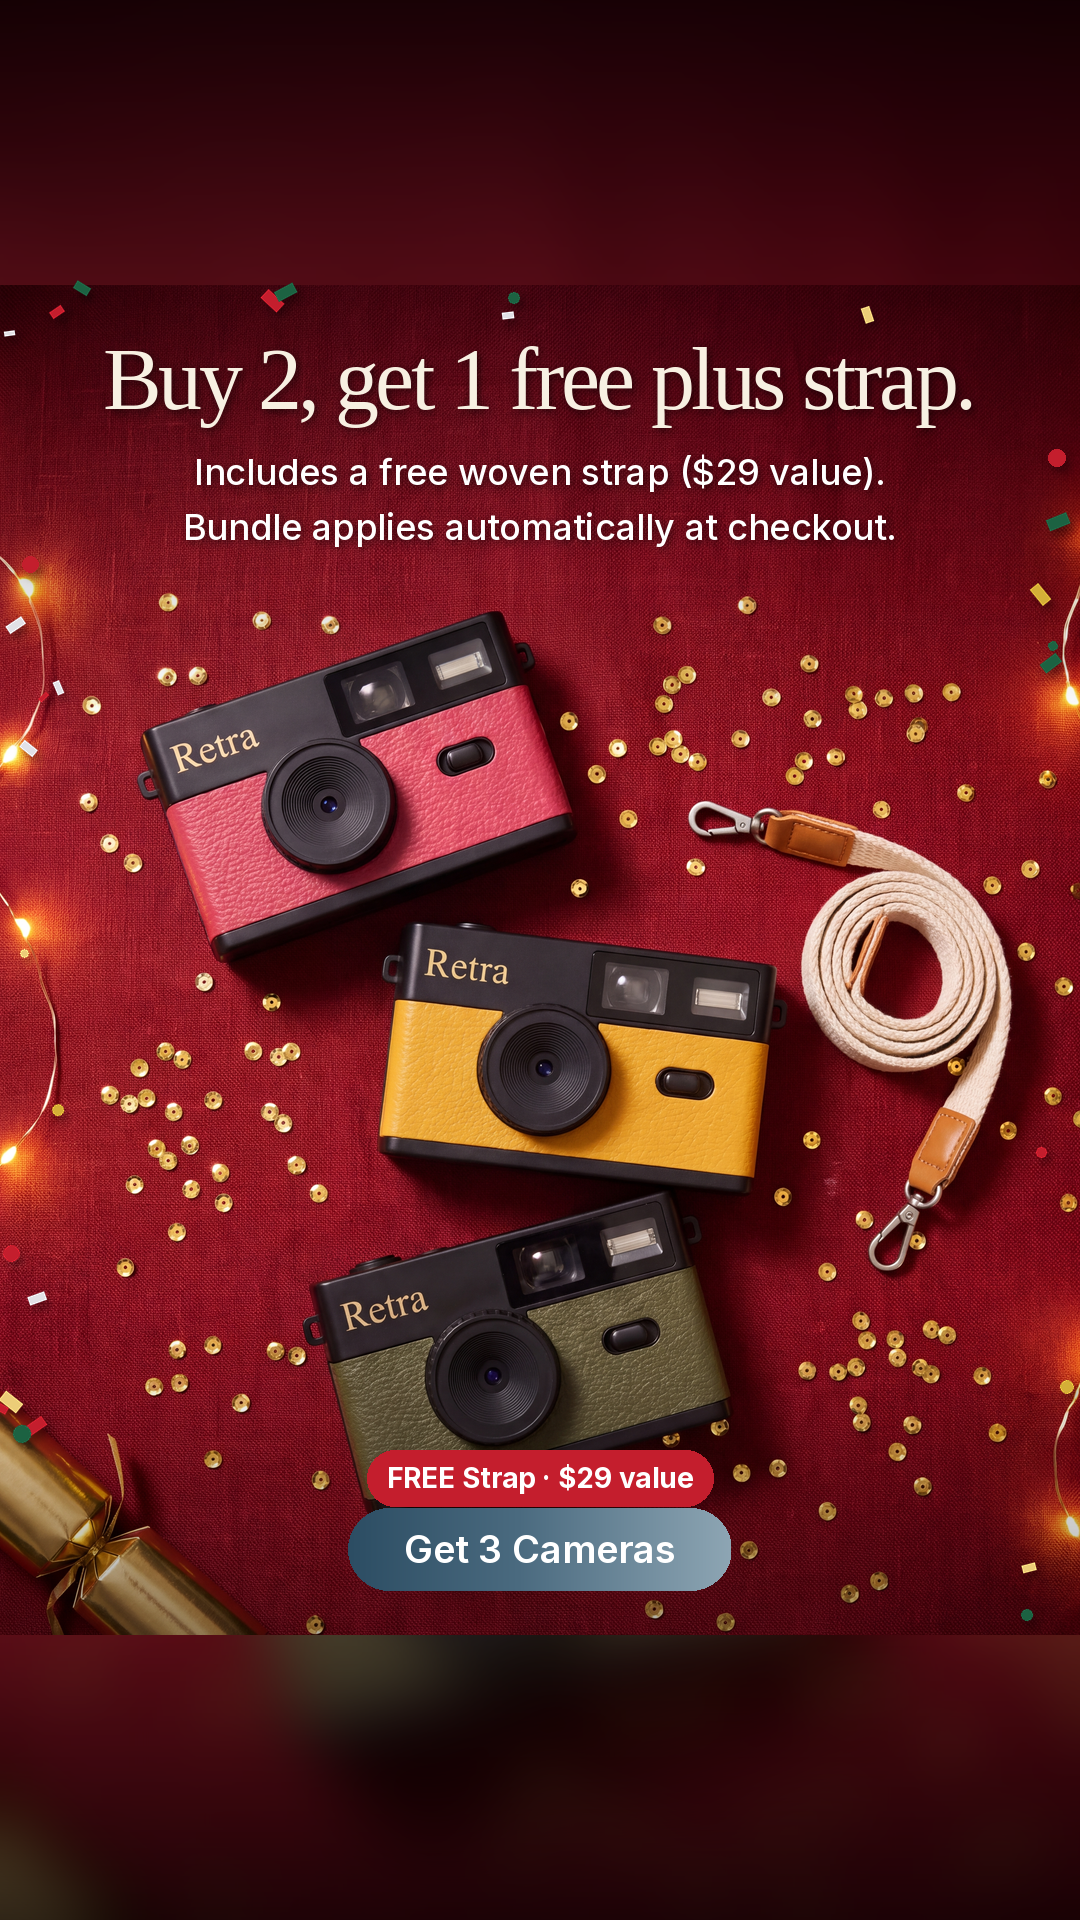 Buy 2, get 1 free plus strap.
Includes a free woven strap ($29 value).
Bundle applies automatically at checkout.
Retra
Retra
Retra
FREE Strap · $29 value
Get 3 Cameras